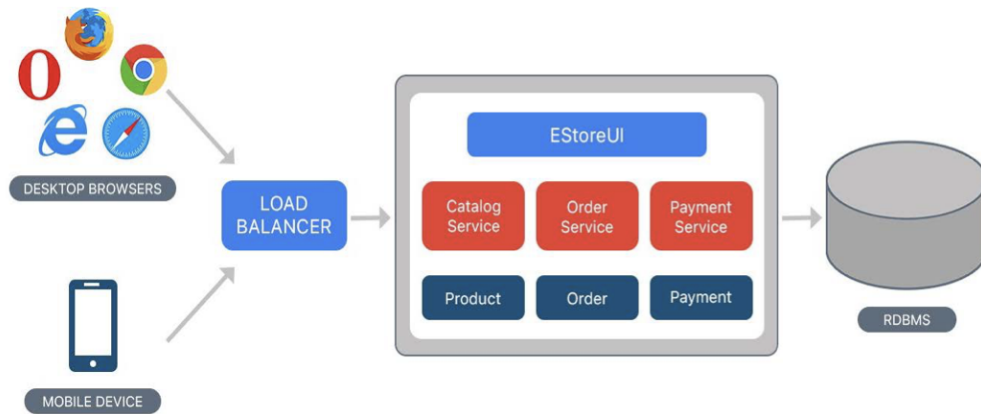 DESKTOP BROWSERS
MOBILE DEVICE
LOAD
BALANCER
EStoreUI
Catalog
Service
Order
Service
Payment
Service
Product
Order
Payment
RDBMS